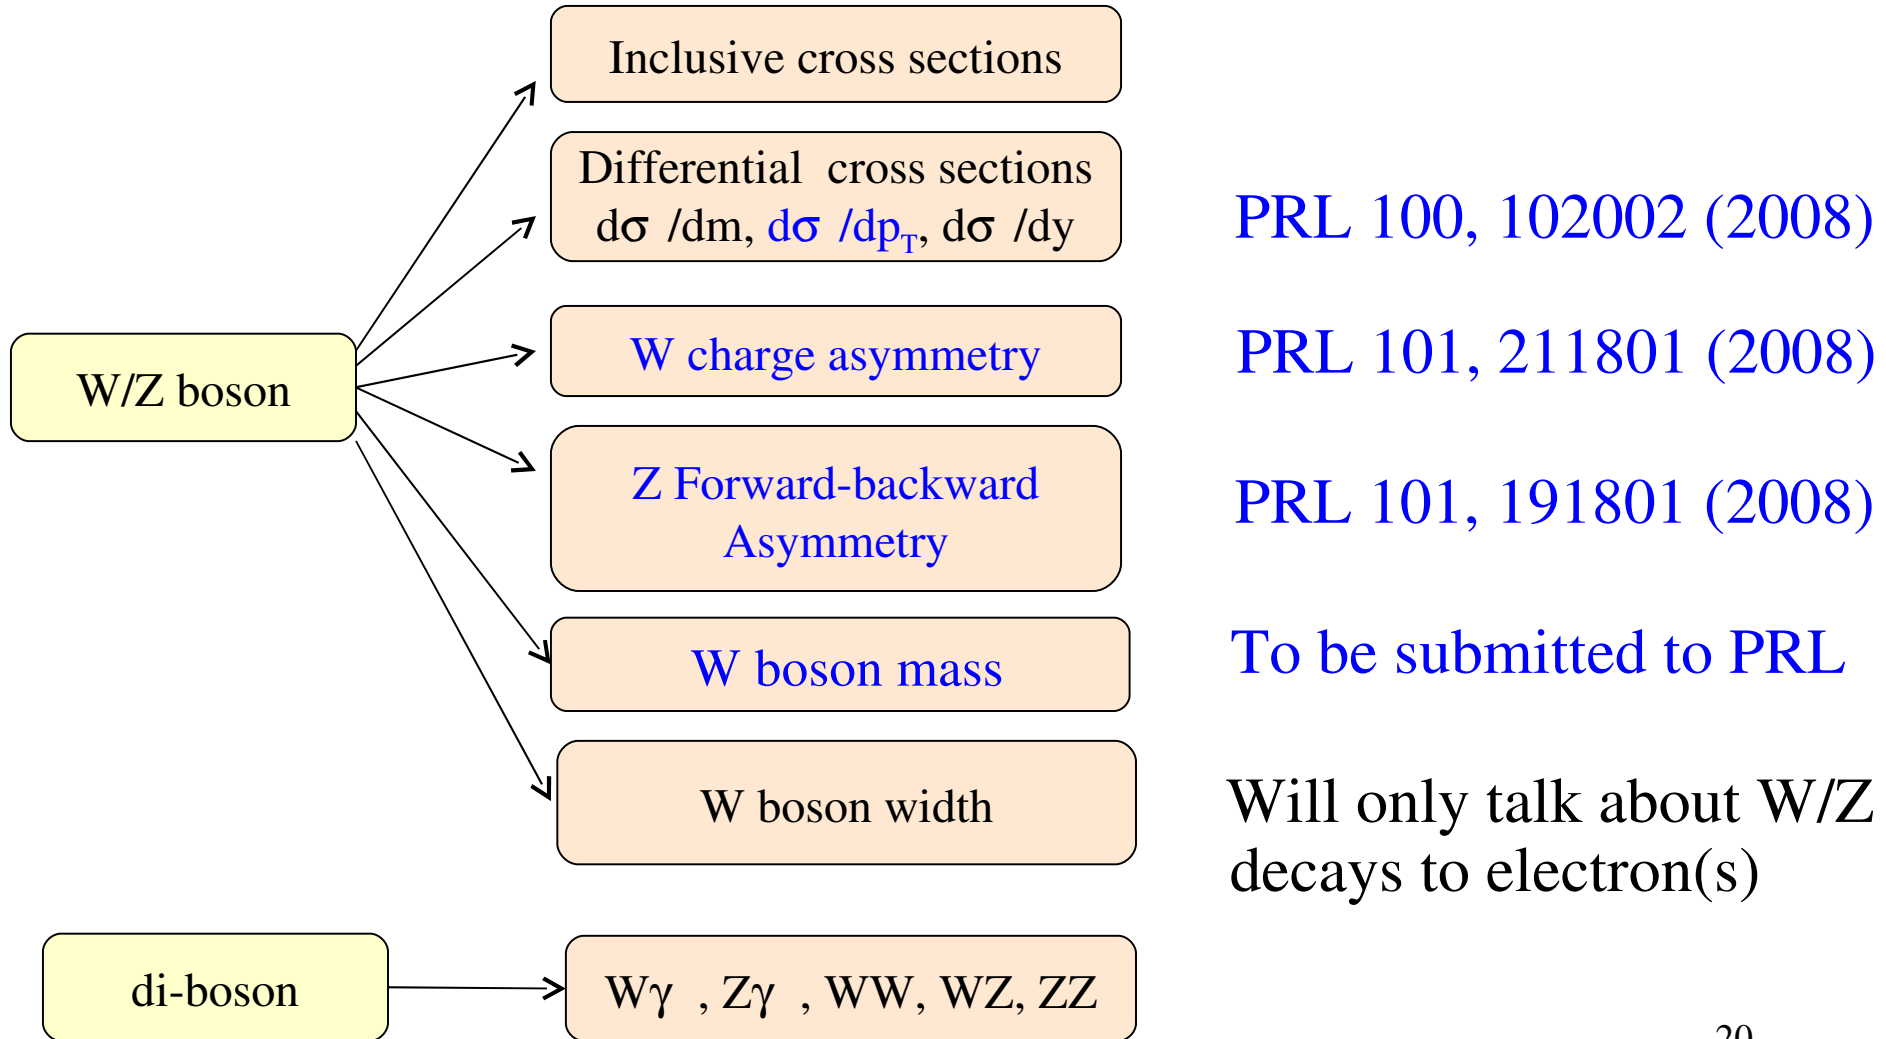 Inclusive cross sections
Differential cross sections
dσ /dm, dσ /dp_T, dσ /dy
PRL 100, 102002 (2008)
W charge asymmetry
PRL 101, 211801 (2008)
W/Z boson
Z Forward-backward
Asymmetry
PRL 101, 191801 (2008)
W boson mass
To be submitted to PRL
W boson width
Will only talk about W/Z
decays to electron(s)
di-boson
Wγ , Zγ , WW, WZ, ZZ
20